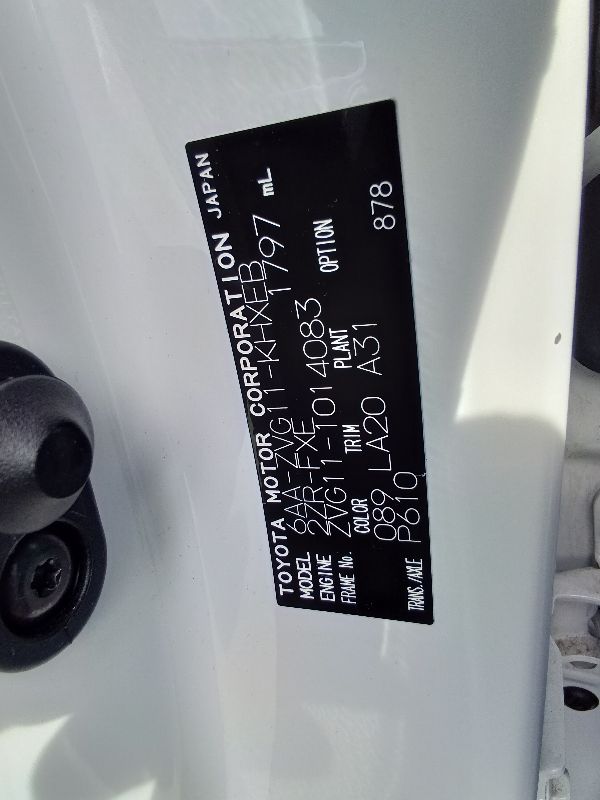 TOYOTA MOTOR CORPORATION JAPAN
MODEL 6AA-ZVG11-KHXEB
ENGINE 2ZR-FXE 1797 mL
FRAME No. ZVG11-1014083
COLOR TRIM PLANT OPTION
089 LA20 A31 878
TRANS./AXLE P610